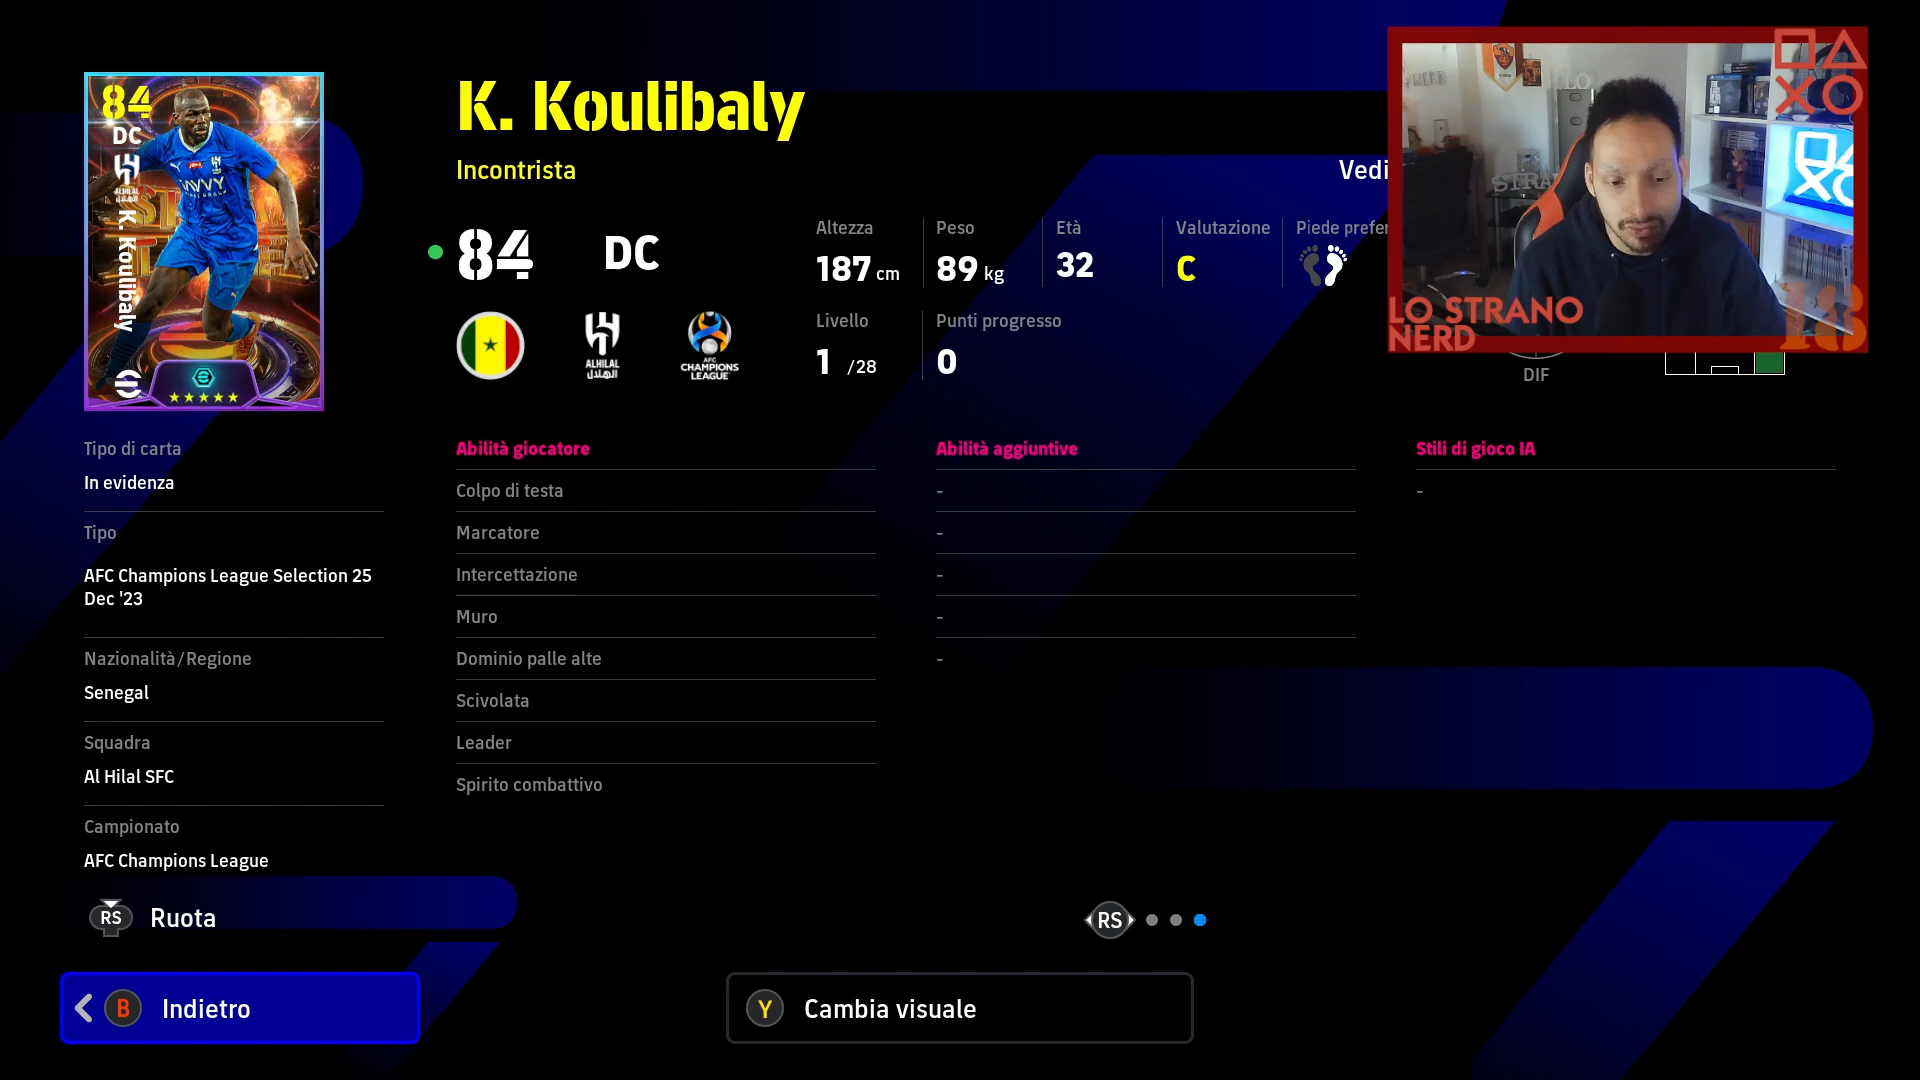 84
DC
ALHILAL
K. Koulibaly
K. Koulibaly
Incontrista
Vedi
84
DC
Altezza
187 cm
Peso
89 kg
Età
32
Valutazione
C
Piede prefer
ALHILAL
الهلال
AFC
CHAMPIONS
LEAGUE
Livello
1 /28
Punti progresso
0
LO STRANO
NERD
18
DIF
Tipo di carta
In evidenza
Tipo
AFC Champions League Selection 25
Dec '23
Nazionalità/Regione
Senegal
Squadra
Al Hilal SFC
Campionato
AFC Champions League
Abilità giocatore
Colpo di testa
Marcatore
Intercettazione
Muro
Dominio palle alte
Scivolata
Leader
Spirito combattivo
Abilità aggiuntive
-
-
-
-
-
Stili di gioco IA
-
RS Ruota
RS
B Indietro
Y Cambia visuale